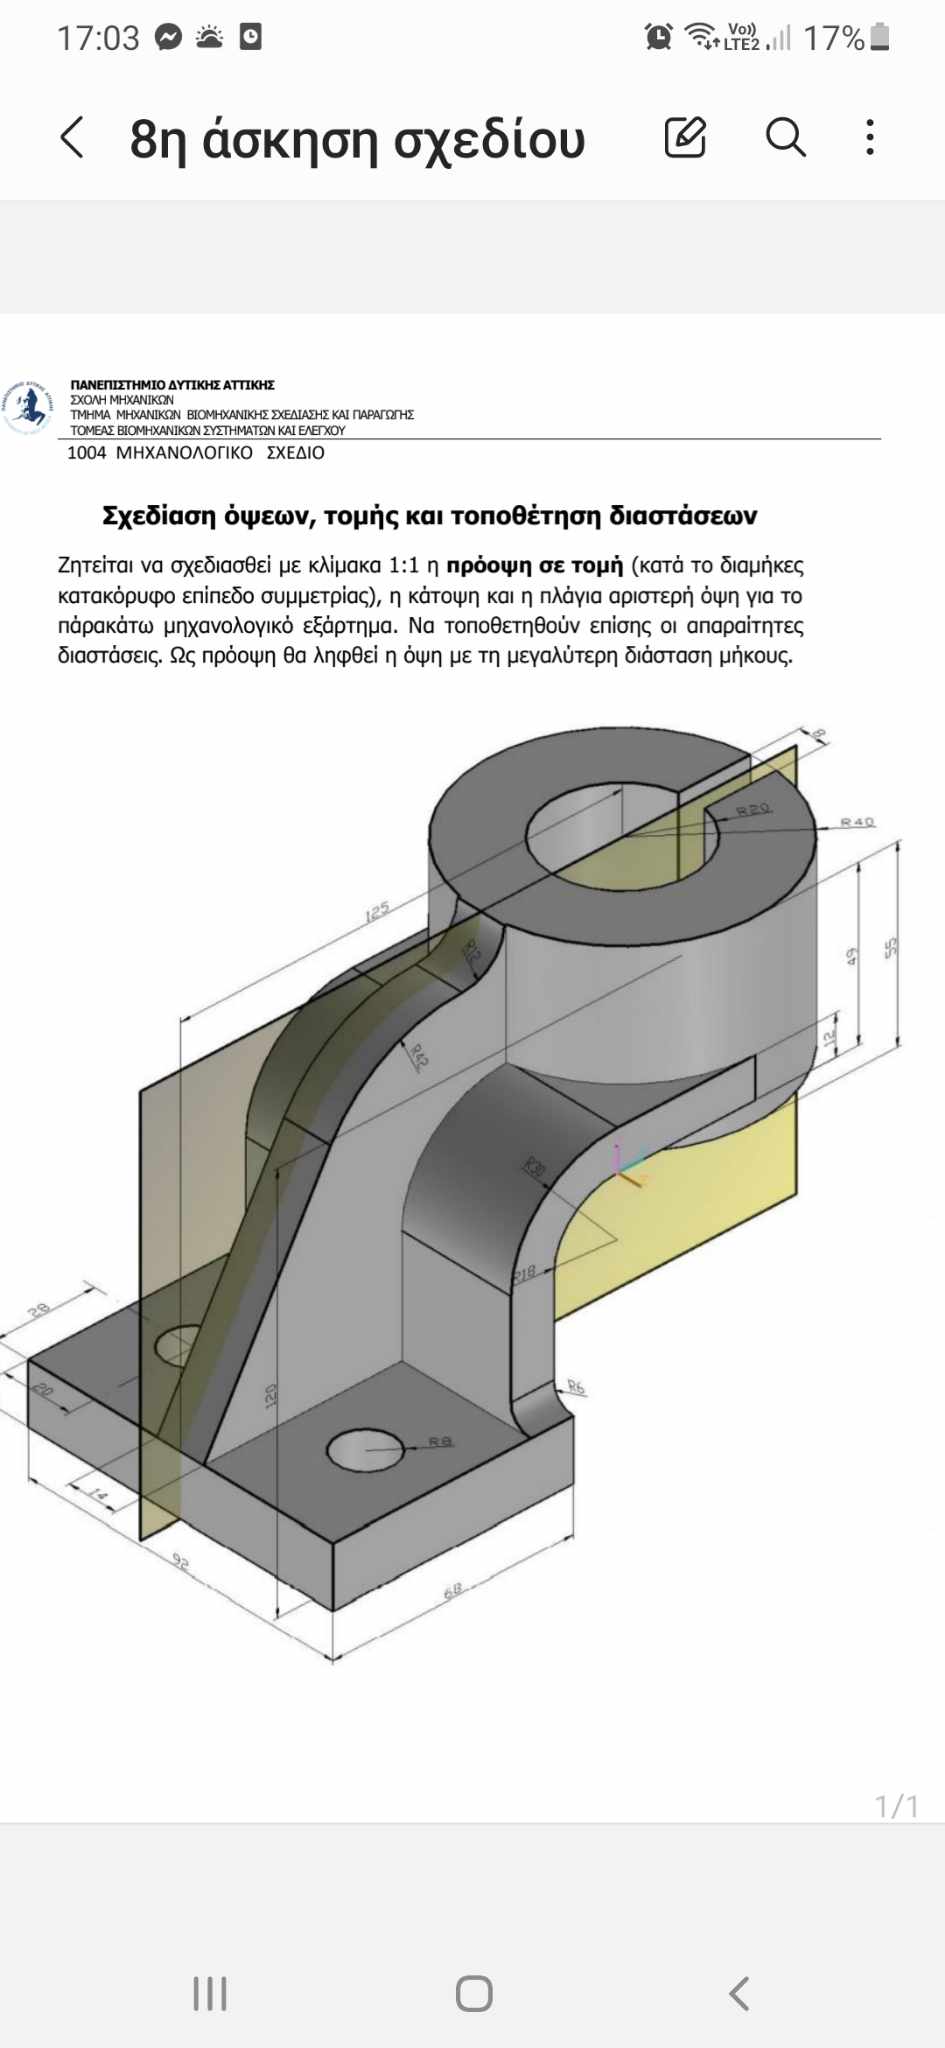 17:03
Vo)) LTE2 17%
8η άσκηση σχεδίου
ΠΑΝΕΠΙΣΤΗΜΙΟ ΔΥΤΙΚΗΣ ΑΤΤΙΚΗΣ
ΣΧΟΛΗ ΜΗΧΑΝΙΚΩΝ
ΤΜΗΜΑ ΜΗΧΑΝΙΚΩΝ ΒΙΟΜΗΧΑΝΙΚΗΣ ΣΧΕΔΙΑΣΗΣ ΚΑΙ ΠΑΡΑΓΩΓΗΣ
ΤΟΜΕΑΣ ΒΙΟΜΗΧΑΝΙΚΩΝ ΣΥΣΤΗΜΑΤΩΝ ΚΑΙ ΕΛΕΓΧΟΥ
1004 ΜΗΧΑΝΟΛΟΓΙΚΟ ΣΧΕΔΙΟ
Σχεδίαση όψεων, τομής και τοποθέτηση διαστάσεων
Ζητείται να σχεδιασθεί με κλίμακα 1:1 η πρόοψη σε τομή (κατά το διαμήκες
κατακόρυφο επίπεδο συμμετρίας), η κάτοψη και η πλάγια αριστερή όψη για το
πάρακάτω μηχανολογικό εξάρτημα. Να τοποθετηθούν επίσης οι απαραίτητες
διαστάσεις. Ως πρόοψη θα ληφθεί η όψη με τη μεγαλύτερη διάσταση μήκους.
8
R20
R40
125
R12
49
55
12
R42
R30
R18
28
20
120
R6
R8
14
92
68
1/1